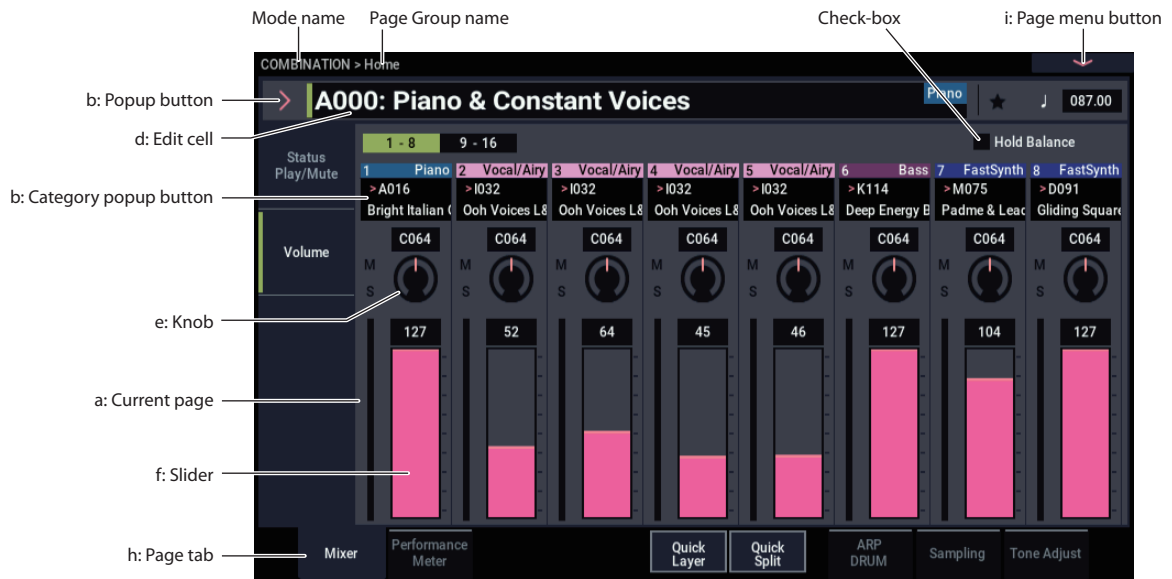 Mode name Page Group name Check-box i: Page menu button
COMBINATION > Home
b: Popup button
A000: Piano & Constant Voices Piano ♩ 087.00
d: Edit cell
1 - 8 9 - 16 Hold Balance
Status
Play/Mute
1 Piano 2 Vocal/Airy 3 Vocal/Airy 4 Vocal/Airy 5 Vocal/Airy 6 Bass 7 FastSynth 8 FastSynth
b: Category popup button
>A016 >I032 >I032 >I032 >I032 >K114 >M075 >D091
Bright Italian Ooh Voices L& Ooh Voices L& Ooh Voices L& Ooh Voices L& Deep Energy B Padme & Lead Gliding Square
C064 C064 C064 C064 C064 C064 C064 C064
Volume
M M M M M M M M
S S S S S S S S
e: Knob
127 52 64 45 46 127 104 127
a: Current page
f: Slider
h: Page tab
Mixer
Performance
Meter
Quick
Layer
Quick
Split
ARP
DRUM
Sampling
Tone Adjust